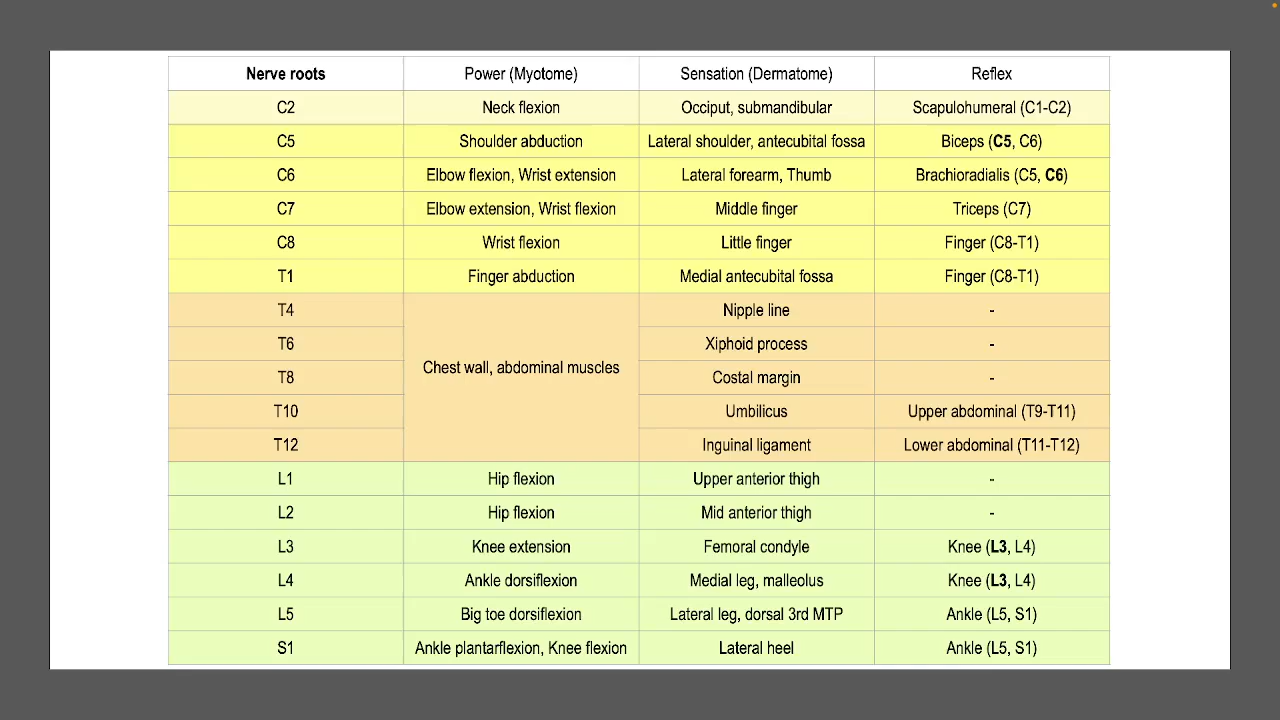 Nerve roots Power (Myotome) Sensation (Dermatome) Reflex
C2 Neck flexion Occiput, submandibular Scapulohumeral (C1-C2)
C5 Shoulder abduction Lateral shoulder, antecubital fossa Biceps (C5, C6)
C6 Elbow flexion, Wrist extension Lateral forearm, Thumb Brachioradialis (C5, C6)
C7 Elbow extension, Wrist flexion Middle finger Triceps (C7)
C8 Wrist flexion Little finger Finger (C8-T1)
T1 Finger abduction Medial antecubital fossa Finger (C8-T1)
T4 Nipple line -
T6 Xiphoid process -
Chest wall, abdominal muscles
T8 Costal margin -
T10 Umbilicus Upper abdominal (T9-T11)
T12 Inguinal ligament Lower abdominal (T11-T12)
L1 Hip flexion Upper anterior thigh -
L2 Hip flexion Mid anterior thigh -
L3 Knee extension Femoral condyle Knee (L3, L4)
L4 Ankle dorsiflexion Medial leg, malleolus Knee (L3, L4)
L5 Big toe dorsiflexion Lateral leg, dorsal 3rd MTP Ankle (L5, S1)
S1 Ankle plantarflexion, Knee flexion Lateral heel Ankle (L5, S1)